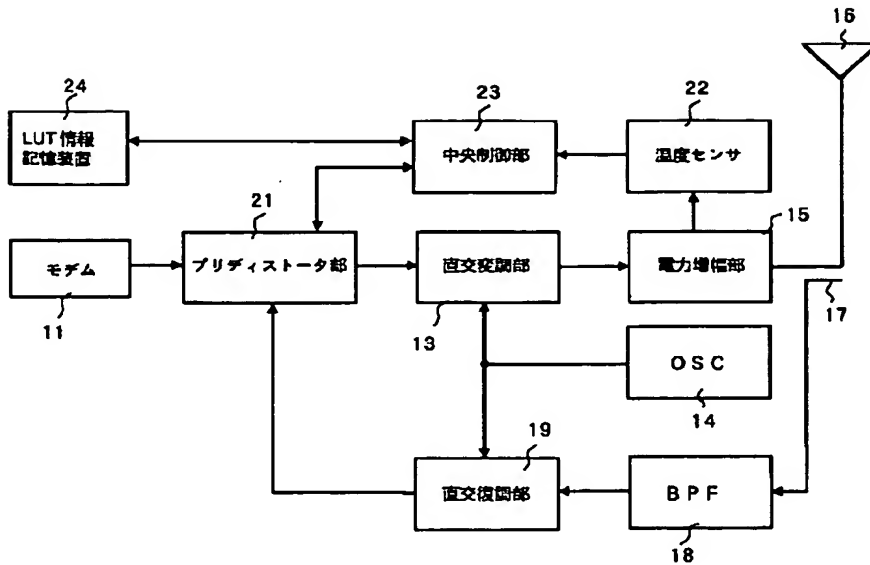 16
24
23
22
LUT情報
記憶装置
中央制御部
温度センサ
21
15
モデム
プリディストータ部
直交変調部
電力増幅部
11
13
17
OSC
14
19
直交復調部
BPF
18